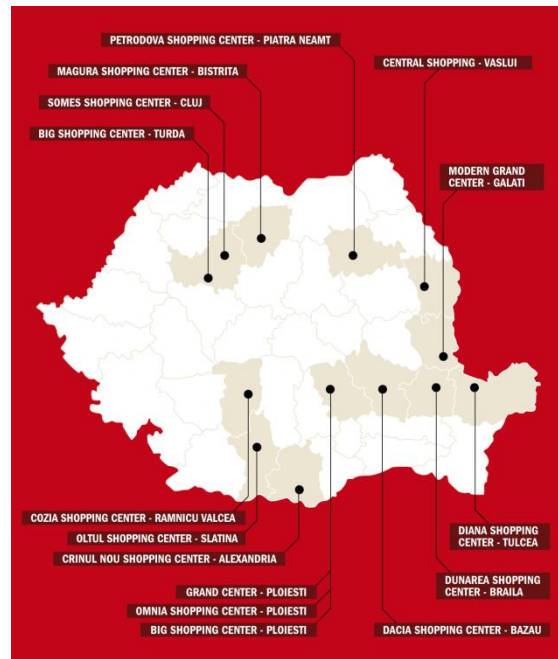 PETRODOVA SHOPPING CENTER - PIATRA NEAMT
MAGURA SHOPPING CENTER - BISTRITA
CENTRAL SHOPPING - VASLUI
SOMES SHOPPING CENTER - CLUJ
BIG SHOPPING CENTER - TURDA
MODERN GRAND
CENTER - GALATI
COZIA SHOPPING CENTER - RAMNICU VALCEA
OLTUL SHOPPING CENTER - SLATINA
CRINUL NOU SHOPPING CENTER - ALEXANDRIA
DIANA SHOPPING
CENTER - TULCEA
GRAND CENTER - PLOIESTI
OMNIA SHOPPING CENTER - PLOIESTI
BIG SHOPPING CENTER - PLOIESTI
DUNAREA SHOPPING
CENTER - BRAILA
DACIA SHOPPING CENTER - BAZAU